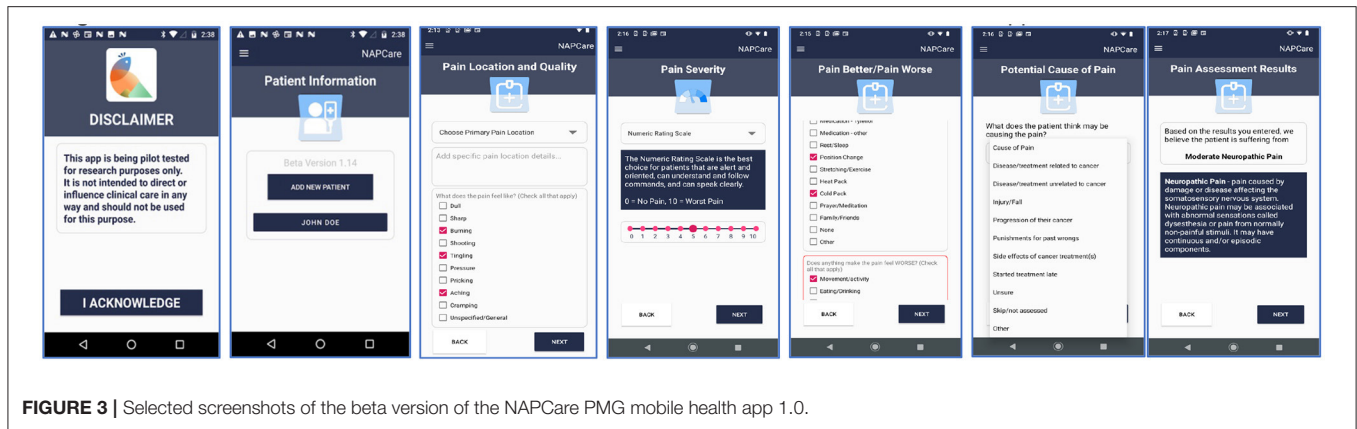 2:38
DISCLAIMER
This app is being pilot tested
for research purposes only.
It is not intended to direct or
influence clinical care in any
way and should not be used
for this purpose.
I ACKNOWLEDGE
2:38
NAPCare
Patient Information
Beta Version 1.14
ADD NEW PATIENT
JOHN DOE
2:13
NAPCare
Pain Location and Quality
Choose Primary Pain Location
Add specific pain location details...
What does the pain feel like? (Check all that apply)
Dull
Sharp
Burning
Shooting
Tingling
Pressure
Pricking
Aching
Cramping
Unspecified/General
BACK NEXT
2:16
NAPCare
Pain Severity
Numeric Rating Scale
The Numeric Rating Scale is the best
choice for patients that are alert and
oriented, can understand and follow
commands, and can speak clearly.
0 = No Pain, 10 = Worst Pain
0 1 2 3 4 5 6 7 8 9 10
BACK NEXT
2:15
NAPCare
Pain Better/Pain Worse
Medication - Tylenol
Medication - other
Rest/Sleep
Position Change
Stretching/Exercise
Heat Pack
Cold Pack
Prayer/Meditation
Family/Friends
None
Other
Does anything make the pain feel WORSE? (Check
all that apply)
Movement/activity
Eating/Drinking
BACK NEXT
2:16
NAPCare
Potential Cause of Pain
What does the patient think may be
causing the pain?
Cause of Pain
Disease/treatment related to cancer
Disease/treatment unrelated to cancer
Injury/Fall
Progression of their cancer
Punishments for past wrongs
Side effects of cancer treatment(s)
Started treatment late
Unsure
Skip/not assessed
Other
2:17
NAPCare
Pain Assessment Results
Based on the results you entered, we
believe the patient is suffering from
Moderate Neuropathic Pain
Neuropathic Pain - pain caused by
damage or disease affecting the
somatosensory nervous system.
Neuropathic pain may be associated
with abnormal sensations called
dysesthesia or pain from normally
non-painful stimuli. It may have
continuous and/or episodic
components.
BACK NEXT
FIGURE 3 | Selected screenshots of the beta version of the NAPCare PMG mobile health app 1.0.